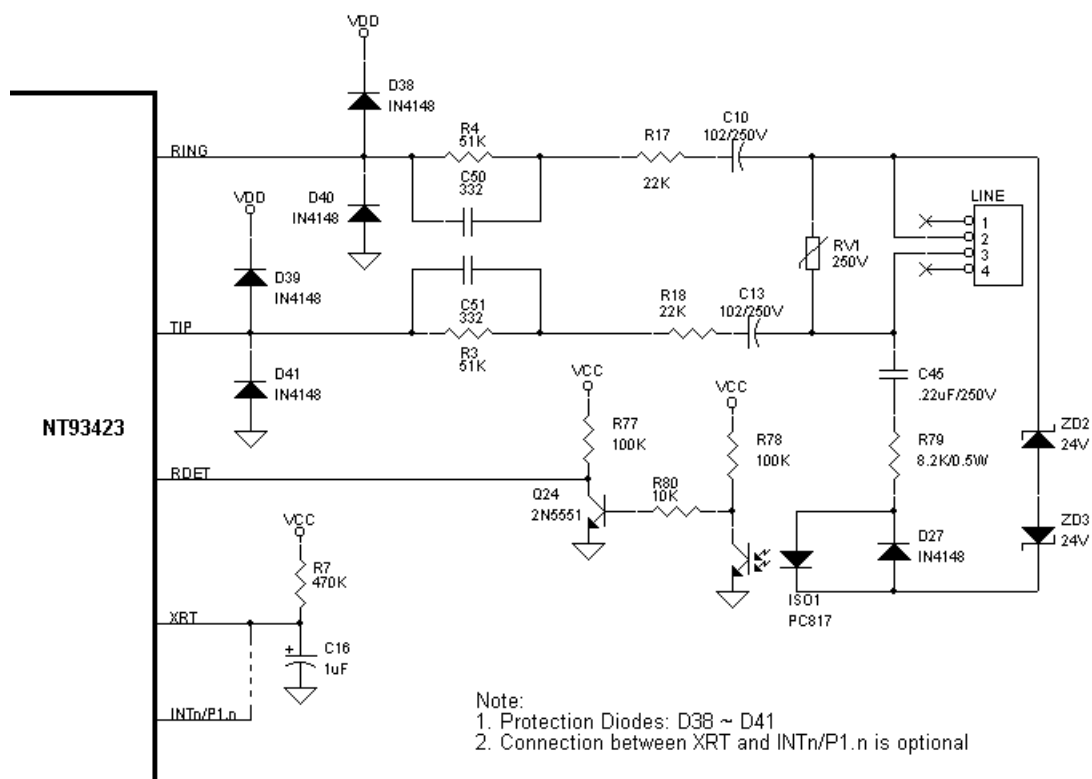 VDD
D38
IN4148
RING
R4
51K
C50
332
R17
22K
C10
102/250V
VDD
D40
IN4148
LINE
1
2
3
4
RV1
250V
D39
IN4148
C51
332
R18
22K
C13
102/250V
TIP
R3
51K
D41
IN4148
VCC
VCC
C45
.22uF/250V
NT93423
R77
100K
R78
100K
R79
8.2K/0.5W
ZD2
24V
RDET
Q24
2N5551
R80
10K
VCC
D27
IN4148
ZD3
24V
R7
470K
ISO1
PC817
XRT
C16
1uF
+
INTn/P1.n
Note:
1. Protection Diodes: D38 ~ D41
2. Connection between XRT and INTn/P1.n is optional